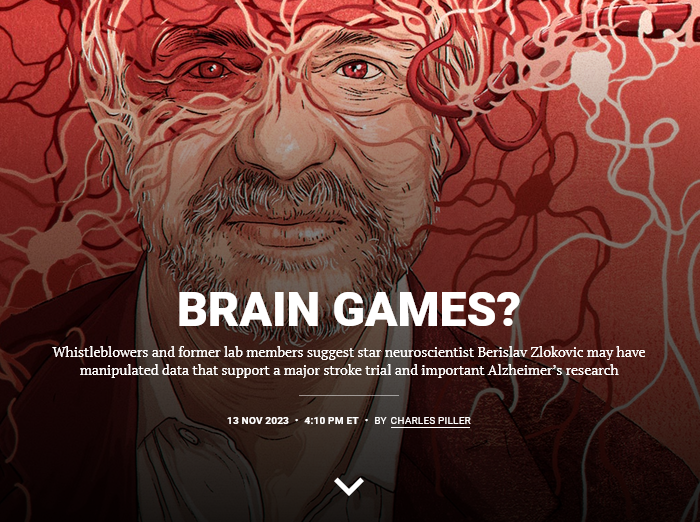 BRAIN GAMES?
Whistleblowers and former lab members suggest star neuroscientist Berislav Zlokovic may have
manipulated data that support a major stroke trial and important Alzheimer’s research
13 NOV 2023 • 4:10 PM ET • BY CHARLES PILLER